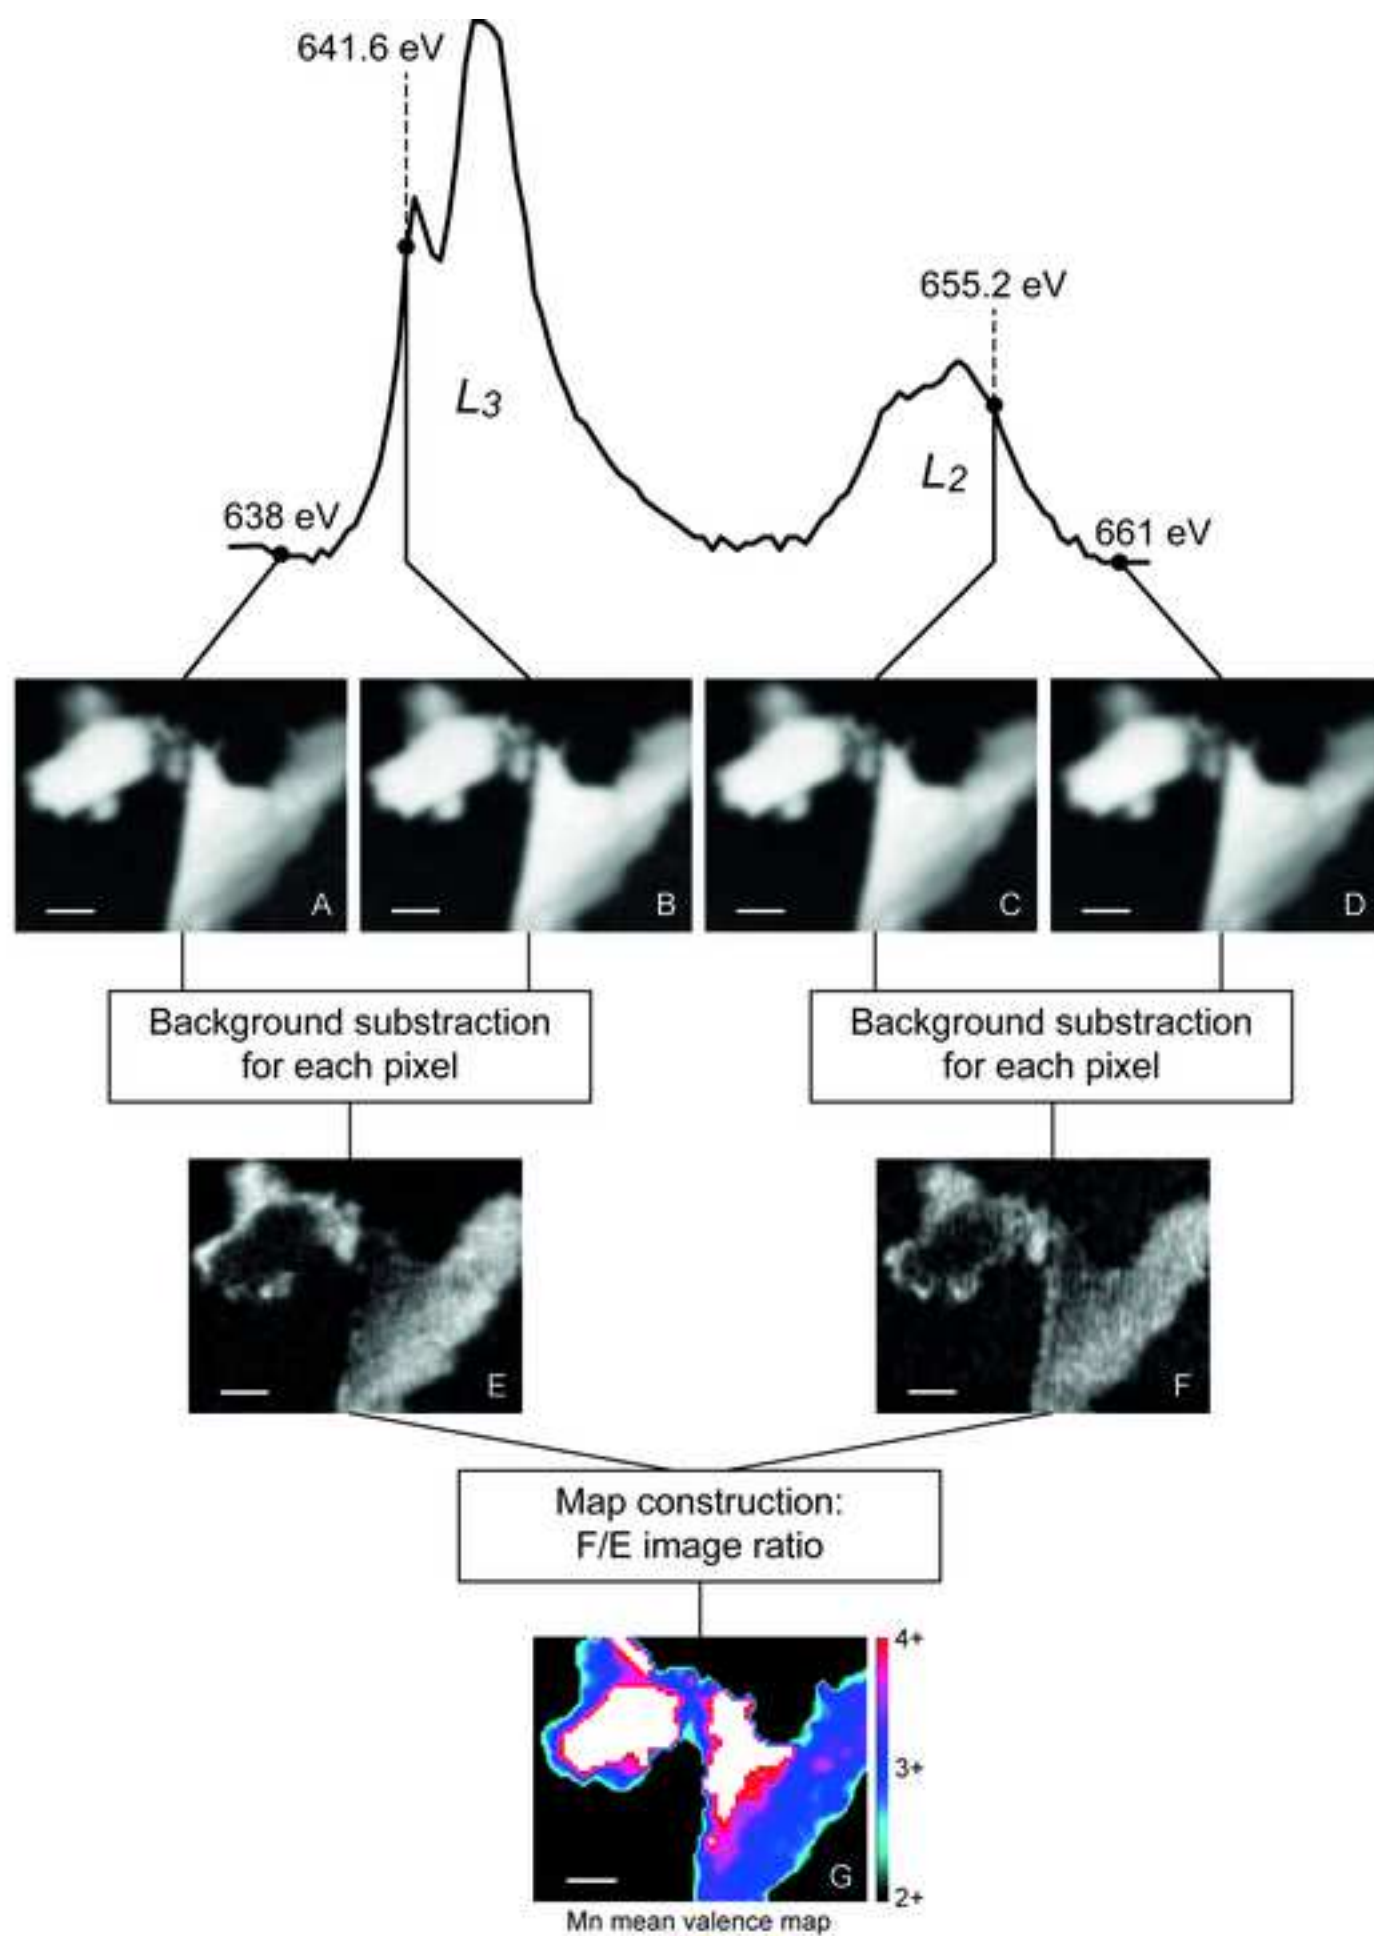 641.6 eV
655.2 eV
L3
L2
638 eV
661 eV
A
B
C
D
Background substraction
for each pixel
Background substraction
for each pixel
E
F
Map construction:
F/E image ratio
4+
3+
G
2+
Mn mean valence map